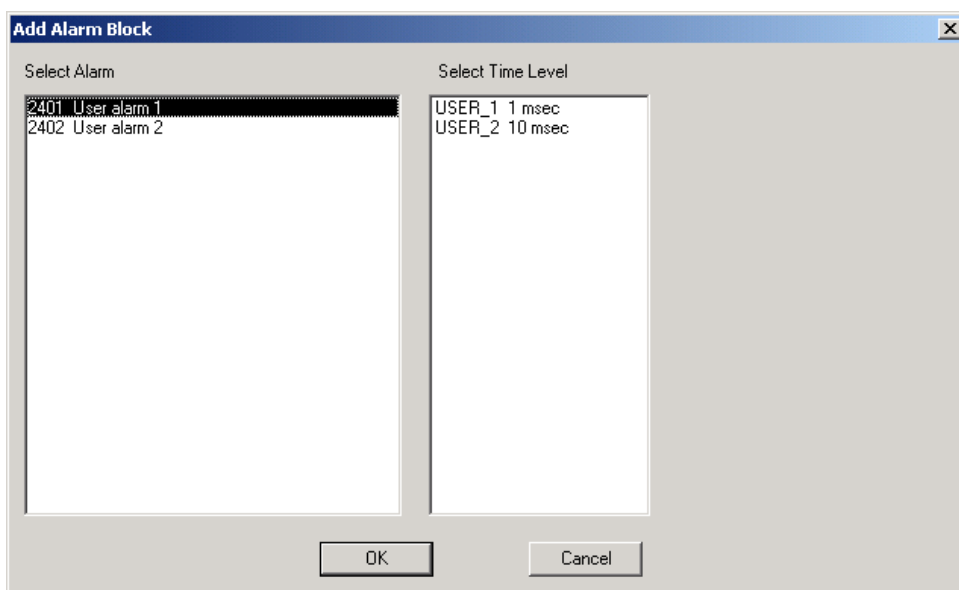 Add Alarm Block
Select Alarm
2401 User alarm 1
2402 User alarm 2
Select Time Level
USER_1 1 msec
USER_2 10 msec
OK
Cancel